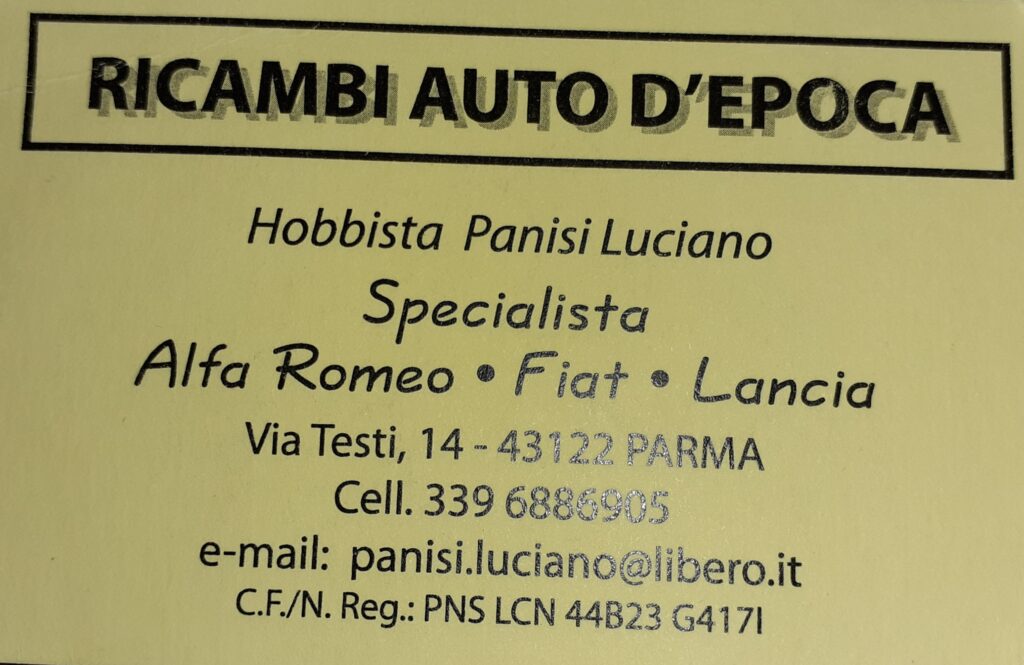 RICAMBI AUTO D'EPOCA
Hobbista Panisi Luciano
Specialista
Alfa Romeo • Fiat • Lancia
Via Testi, 14 - 43122 PARMA
Cell. 339 6886905
e-mail: panisi.luciano@libero.it
C.F./N. Reg.: PNS LCN 44B23 G417I